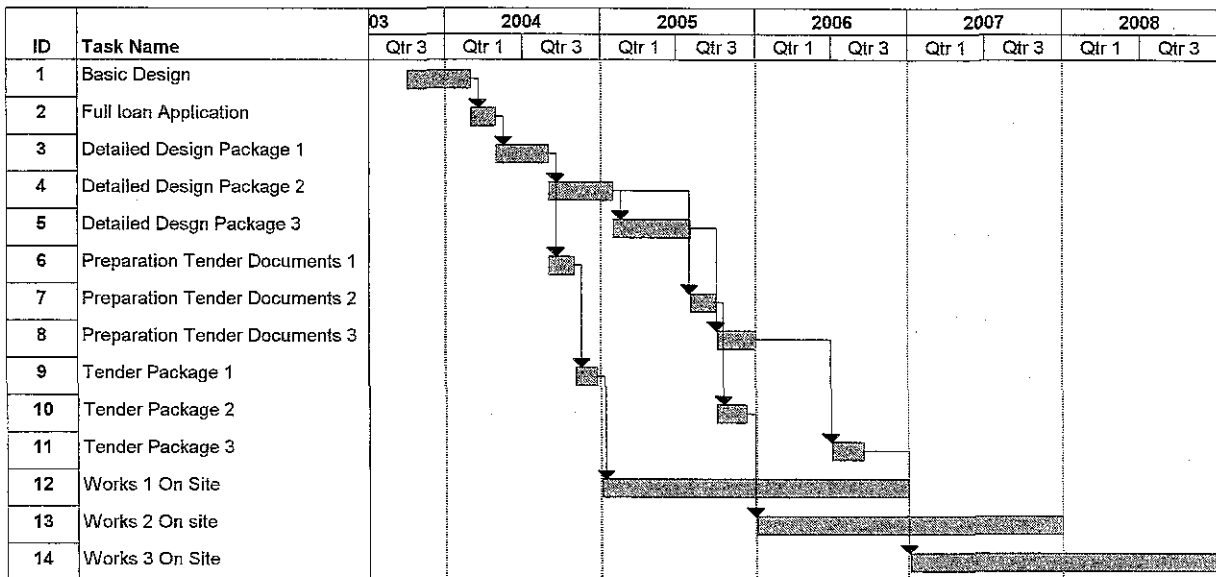 03 2004 2005 2006 2007 2008
ID Task Name Qtr 3 Qtr 1 Qtr 3 Qtr 1 Qtr 3 Qtr 1 Qtr 3 Qtr 1 Qtr 3 Qtr 1 Qtr 3
1 Basic Design
2 Full loan Application
3 Detailed Design Package 1
4 Detailed Design Package 2
5 Detailed Desgn Package 3
6 Preparation Tender Documents 1
7 Preparation Tender Documents 2
8 Preparation Tender Documents 3
9 Tender Package 1
10 Tender Package 2
11 Tender Package 3
12 Works 1 On Site
13 Works 2 On site
14 Works 3 On Site